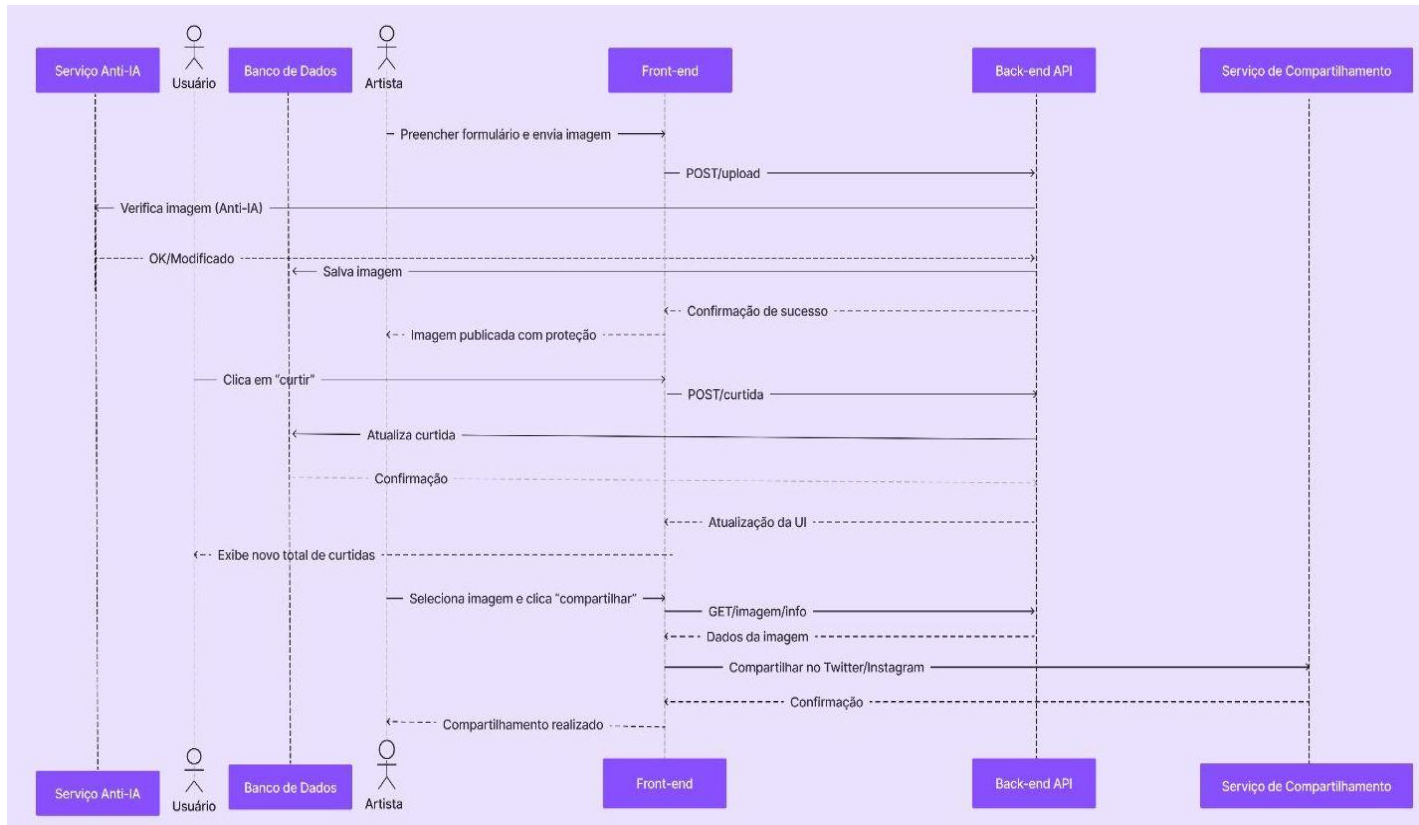 Serviço Anti-IA
Usuário
Banco de Dados
Artista
Front-end
Back-end API
Serviço de Compartilhamento
Preencher formulário e envia imagem
POST/upload
Verifica imagem (Anti-IA)
OK/Modificado
Salva imagem
Confirmação de sucesso
Imagem publicada com proteção
Clica em “curtir”
POST/curtida
Atualiza curtida
Confirmação
Atualização da UI
Exibe novo total de curtidas
Seleciona imagem e clica “compartilhar”
GET/imagem/info
Dados da imagem
Compartilhar no Twitter/Instagram
Confirmação
Compartilhamento realizado
Serviço Anti-IA
Usuário
Banco de Dados
Artista
Front-end
Back-end API
Serviço de Compartilhamento